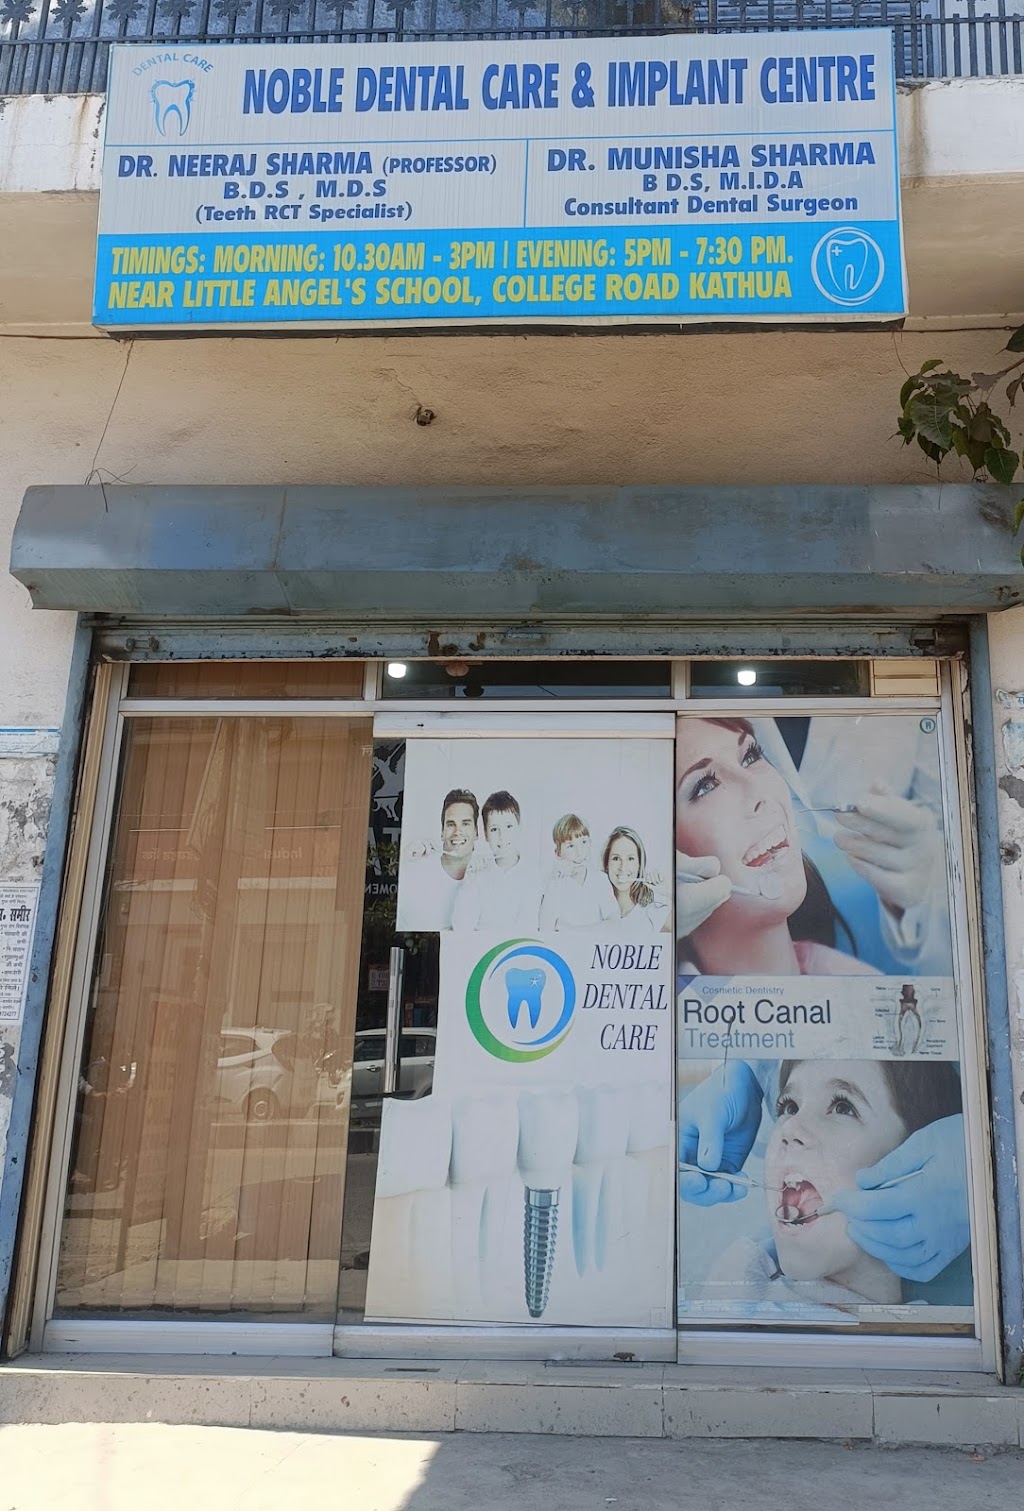 DENTAL CARE
NOBLE DENTAL CARE & IMPLANT CENTRE
DR. NEERAJ SHARMA (PROFESSOR)
B.D.S , M.D.S
(Teeth RCT Specialist)
DR. MUNISHA SHARMA
B D.S, M.I.D.A
Consultant Dental Surgeon
TIMINGS: MORNING: 10.30AM - 3PM | EVENING: 5PM - 7:30 PM.
NEAR LITTLE ANGEL'S SCHOOL, COLLEGE ROAD KATHUA
NOBLE
DENTAL
CARE
Cosmetic Dentistry
Root Canal
Treatment
समीर